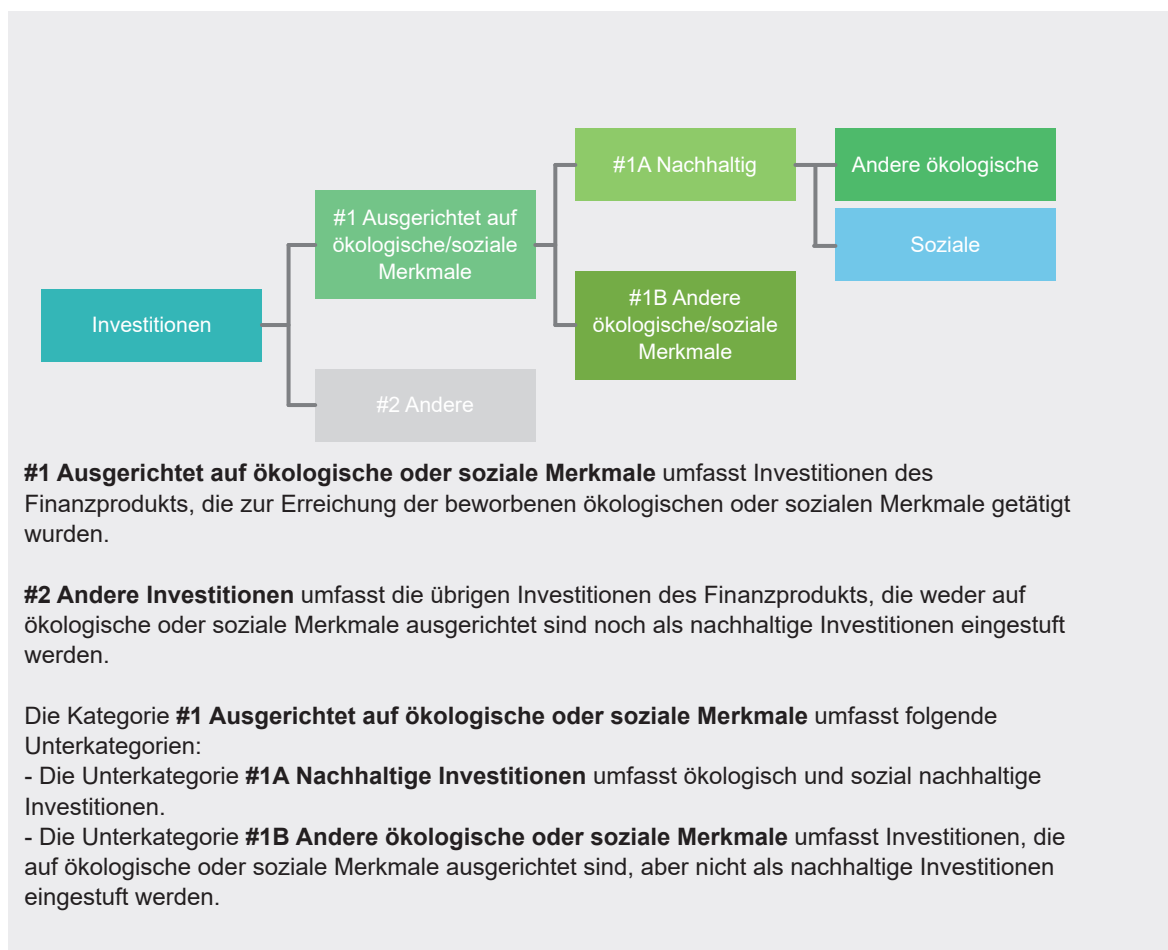 #1A Nachhaltig
Andere ökologische
#1 Ausgerichtet auf
ökologische/soziale
Merkmale
Soziale
Investitionen
#1B Andere
ökologische/soziale
Merkmale
#2 Andere
#1 Ausgerichtet auf ökologische oder soziale Merkmale umfasst Investitionen des
Finanzprodukts, die zur Erreichung der beworbenen ökologischen oder sozialen Merkmale getätigt
wurden.
#2 Andere Investitionen umfasst die übrigen Investitionen des Finanzprodukts, die weder auf
ökologische oder soziale Merkmale ausgerichtet sind noch als nachhaltige Investitionen eingestuft
werden.
Die Kategorie #1 Ausgerichtet auf ökologische oder soziale Merkmale umfasst folgende
Unterkategorien:
- Die Unterkategorie #1A Nachhaltige Investitionen umfasst ökologisch und sozial nachhaltige
Investitionen.
- Die Unterkategorie #1B Andere ökologische oder soziale Merkmale umfasst Investitionen, die
auf ökologische oder soziale Merkmale ausgerichtet sind, aber nicht als nachhaltige Investitionen
eingestuft werden.